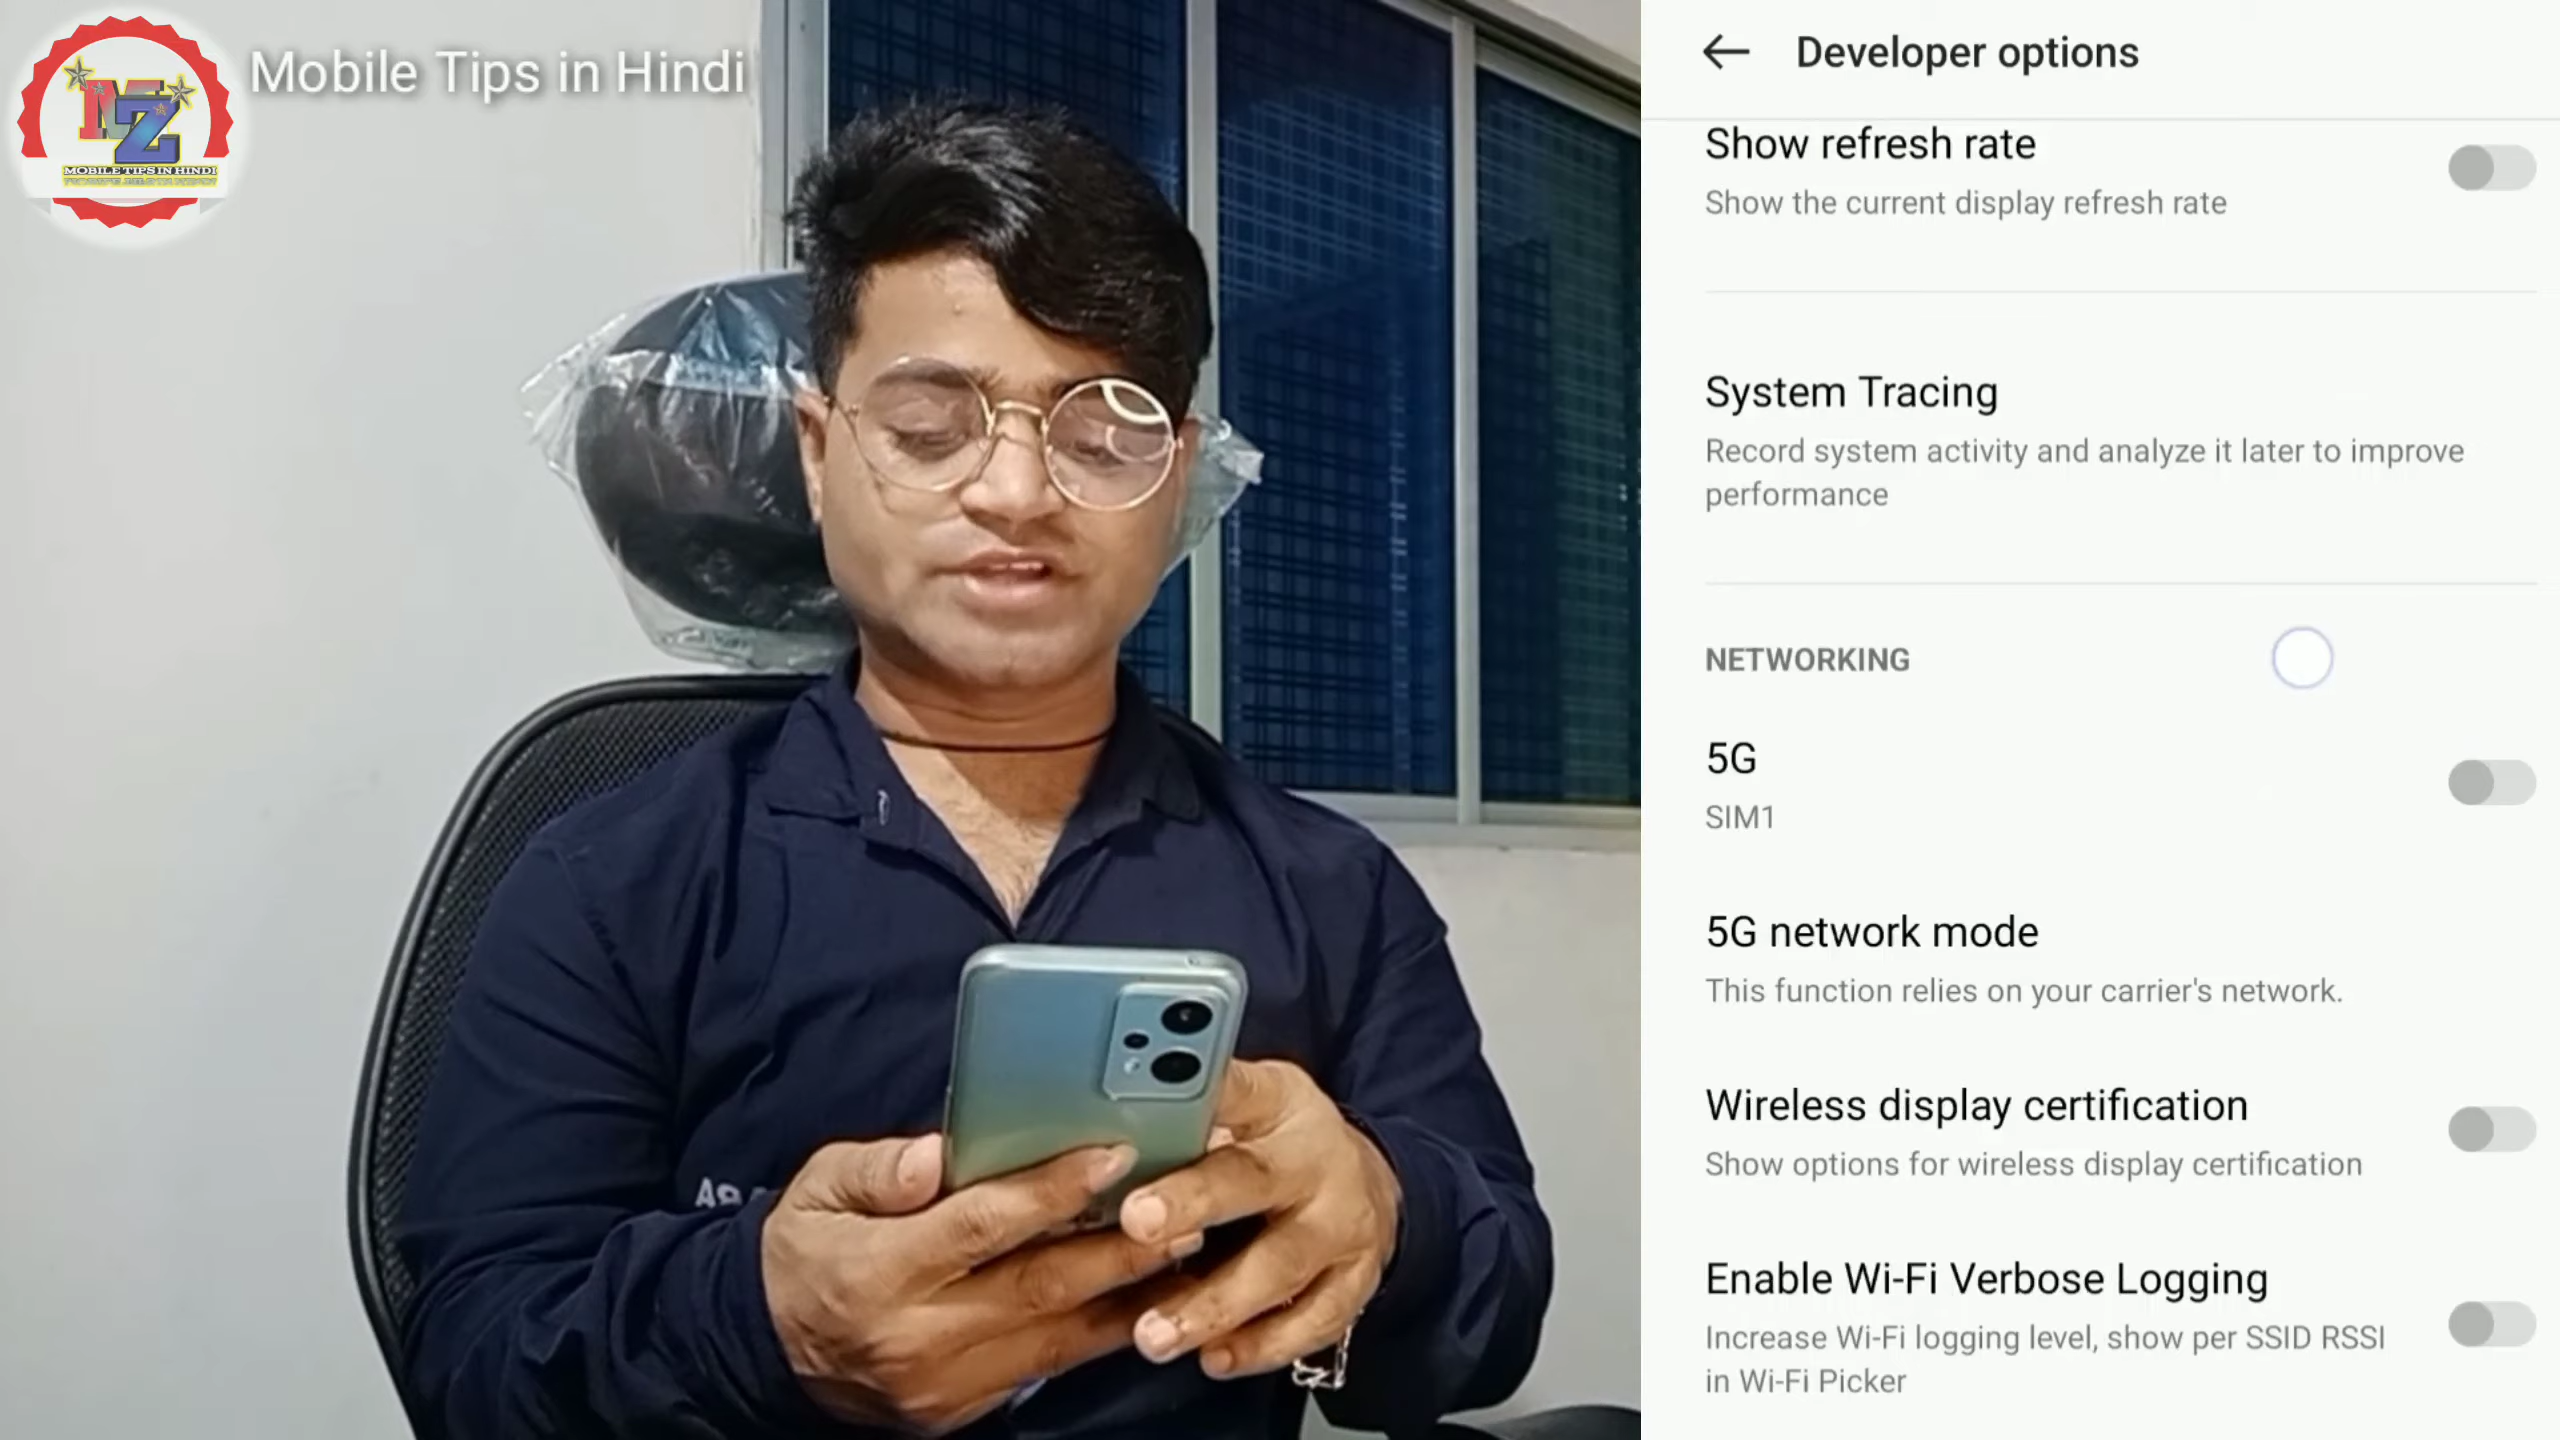 MZ
MOBILE TIPS IN HINDI
Mobile Tips in Hindi
Developer options
Show refresh rate
Show the current display refresh rate
System Tracing
Record system activity and analyze it later to improve
performance
NETWORKING
5G
SIM1
5G network mode
This function relies on your carrier's network.
Wireless display certification
Show options for wireless display certification
Enable Wi-Fi Verbose Logging
Increase Wi-Fi logging level, show per SSID RSSI
in Wi-Fi Picker